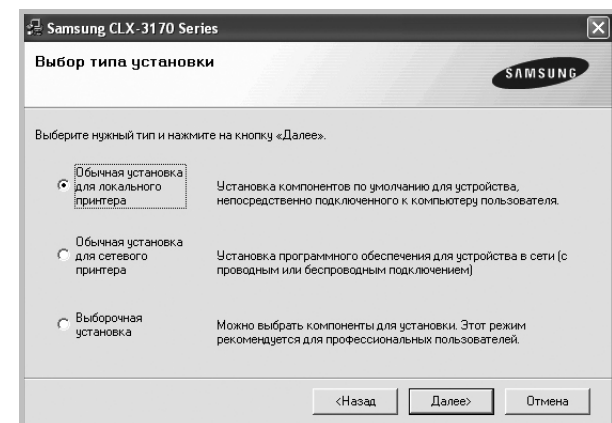 Samsung CLX-3170 Series
Выбор типа установки
SAMSUNG
Выберите нужный тип и нажмите на кнопку «Далее».
Обычная установка
для локального
принтера
Установка компонентов по умолчанию для устройства,
непосредственно подключенного к компьютеру пользователя.
Обычная установка
для сетевого
принтера
Установка программного обеспечения для устройства в сети (с
проводным или беспроводным подключением)
Выборочная
установка
Можно выбрать компоненты для установки. Этот режим
рекомендуется для профессиональных пользователей.
<Назад
Далее>
Отмена